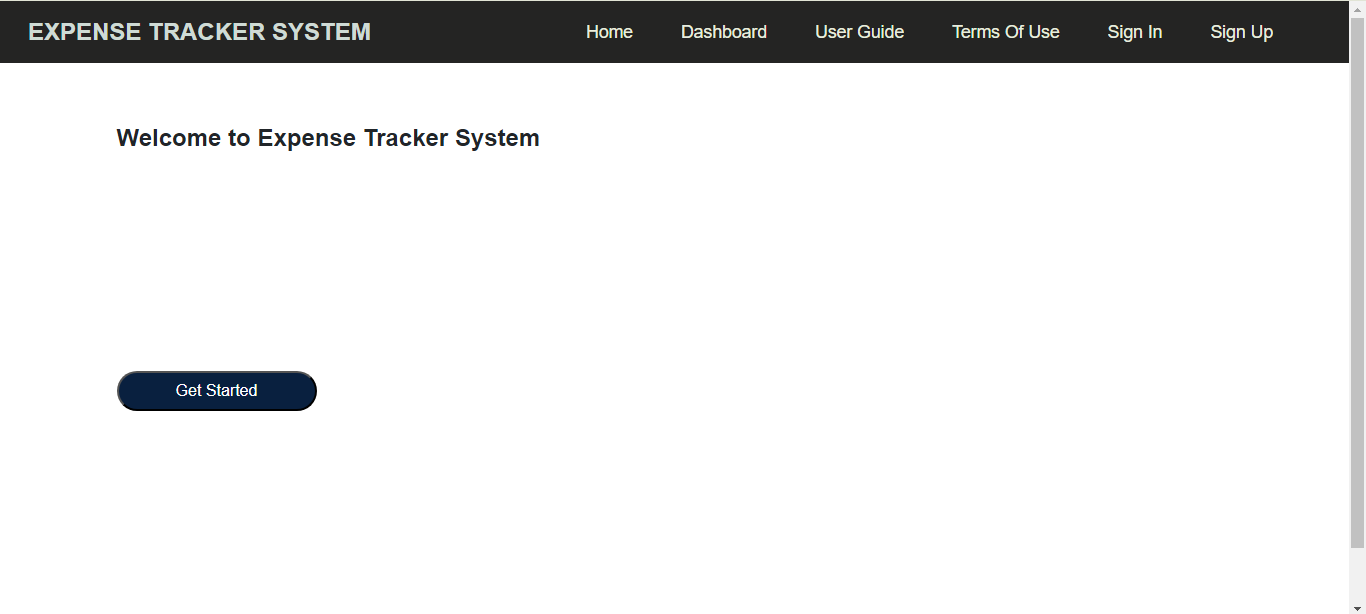 EXPENSE TRACKER SYSTEM Home Dashboard User Guide Terms Of Use Sign In Sign Up
Welcome to Expense Tracker System
Get Started